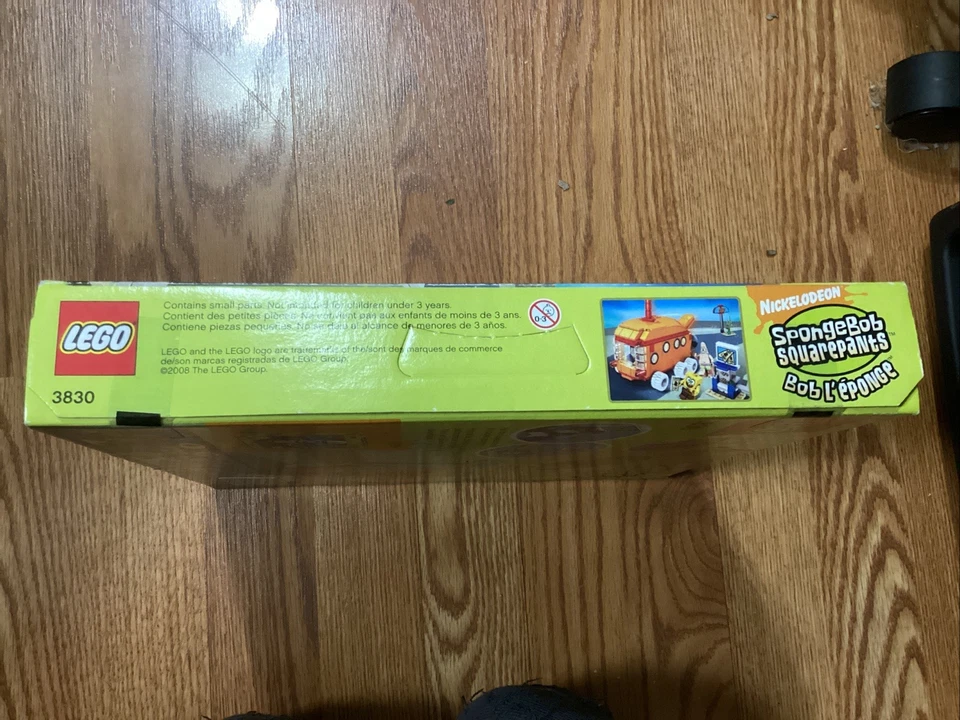 LEGO
3830
Contains small parts. Not included for children under 3 years.
Contient des petites pièces. Ne convient pas aux enfants de moins de 3 ans.
Contiene piezas pequeñas. No se da al alcance de menores de 3 años.
LEGO and the LEGO logo are trademarks of the/sont des marques de commerce
de/son marcas registradas de LEGO Group.
©2008 The LEGO Group.
0-3
NICKELODEON
SPONGEBOB
SQUAREPANTS
BOB L'ÉPONGE